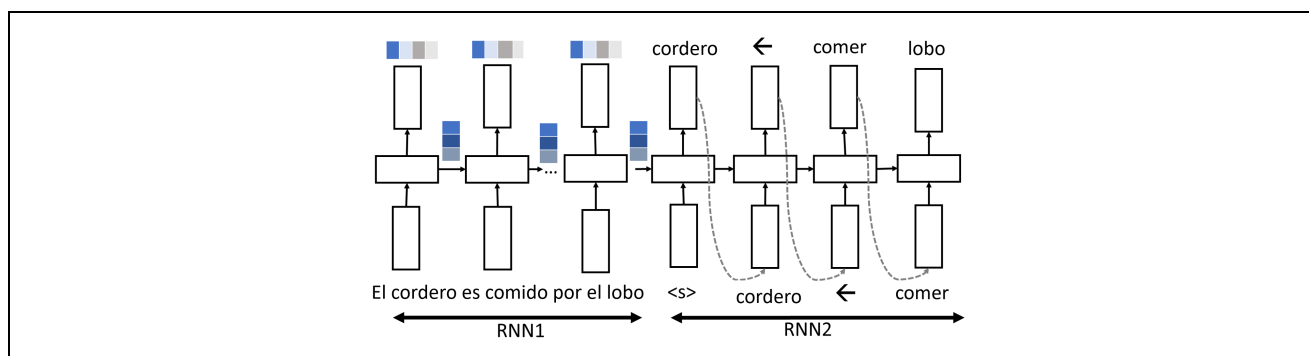 cordero ← comer lobo
...
El cordero es comido por el lobo <s> cordero ← comer
RNN1 RNN2